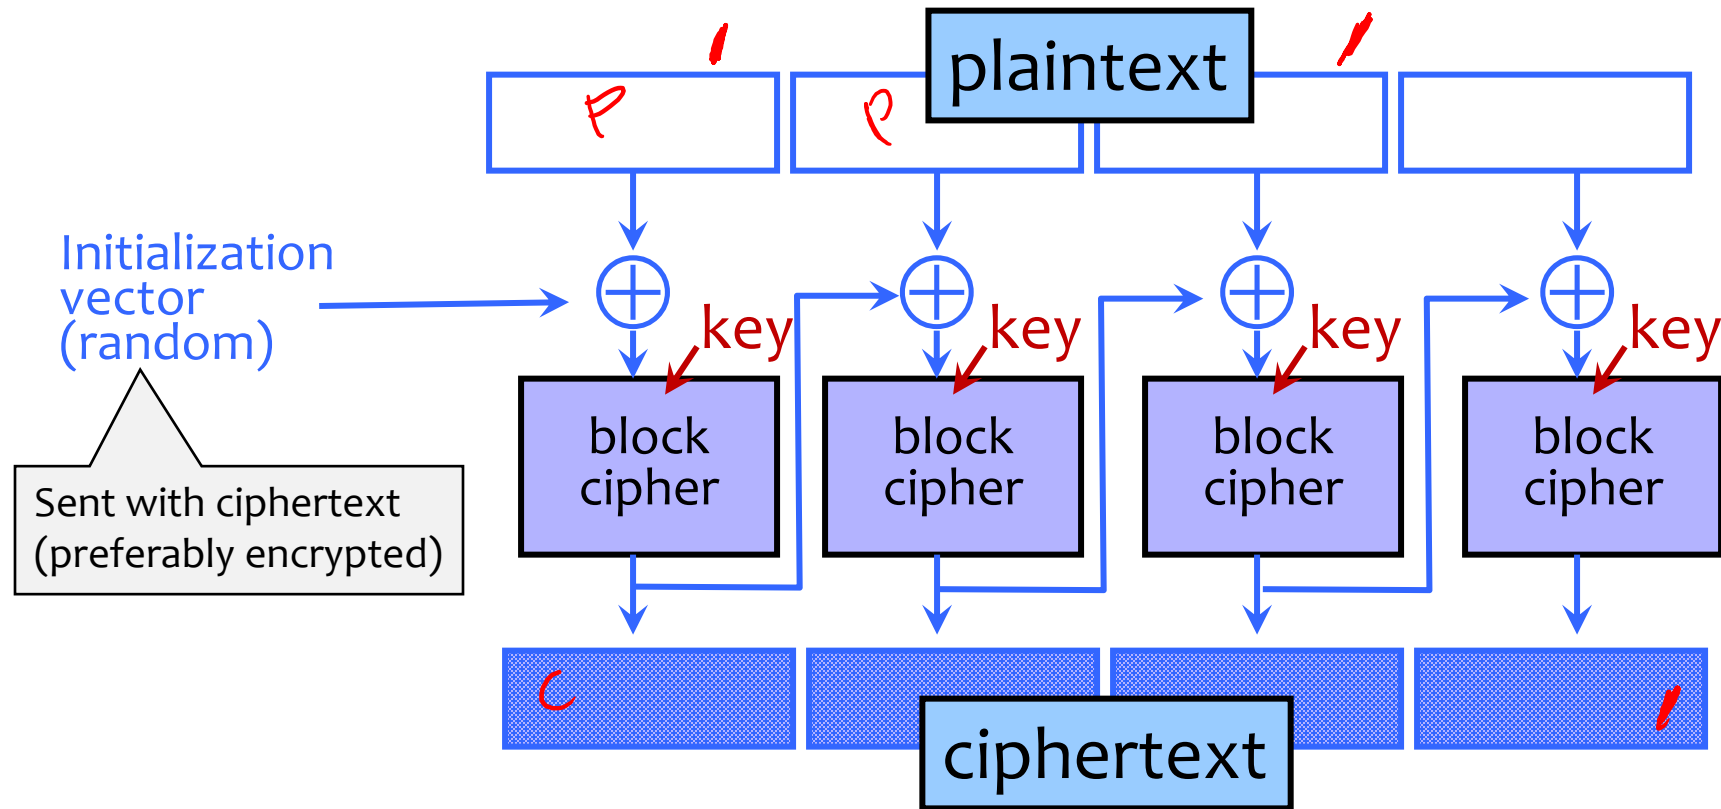 plaintext
P
P
Initialization
vector
(random)
key
key
key
key
block
cipher
block
cipher
block
cipher
block
cipher
Sent with ciphertext
(preferably encrypted)
C
ciphertext